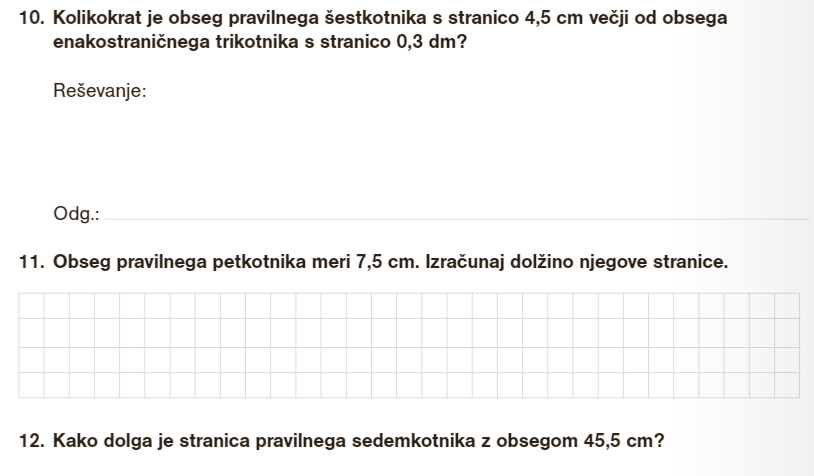 10. Kolikokrat je obseg pravilnega šestkotnika s stranico 4,5 cm večji od obsega
enakostraničnega trikotnika s stranico 0,3 dm?
Reševanje:
Odg.:
11. Obseg pravilnega petkotnika meri 7,5 cm. Izračunaj dolžino njegove stranice.
12. Kako dolga je stranica pravilnega sedemkotnika z obsegom 45,5 cm?